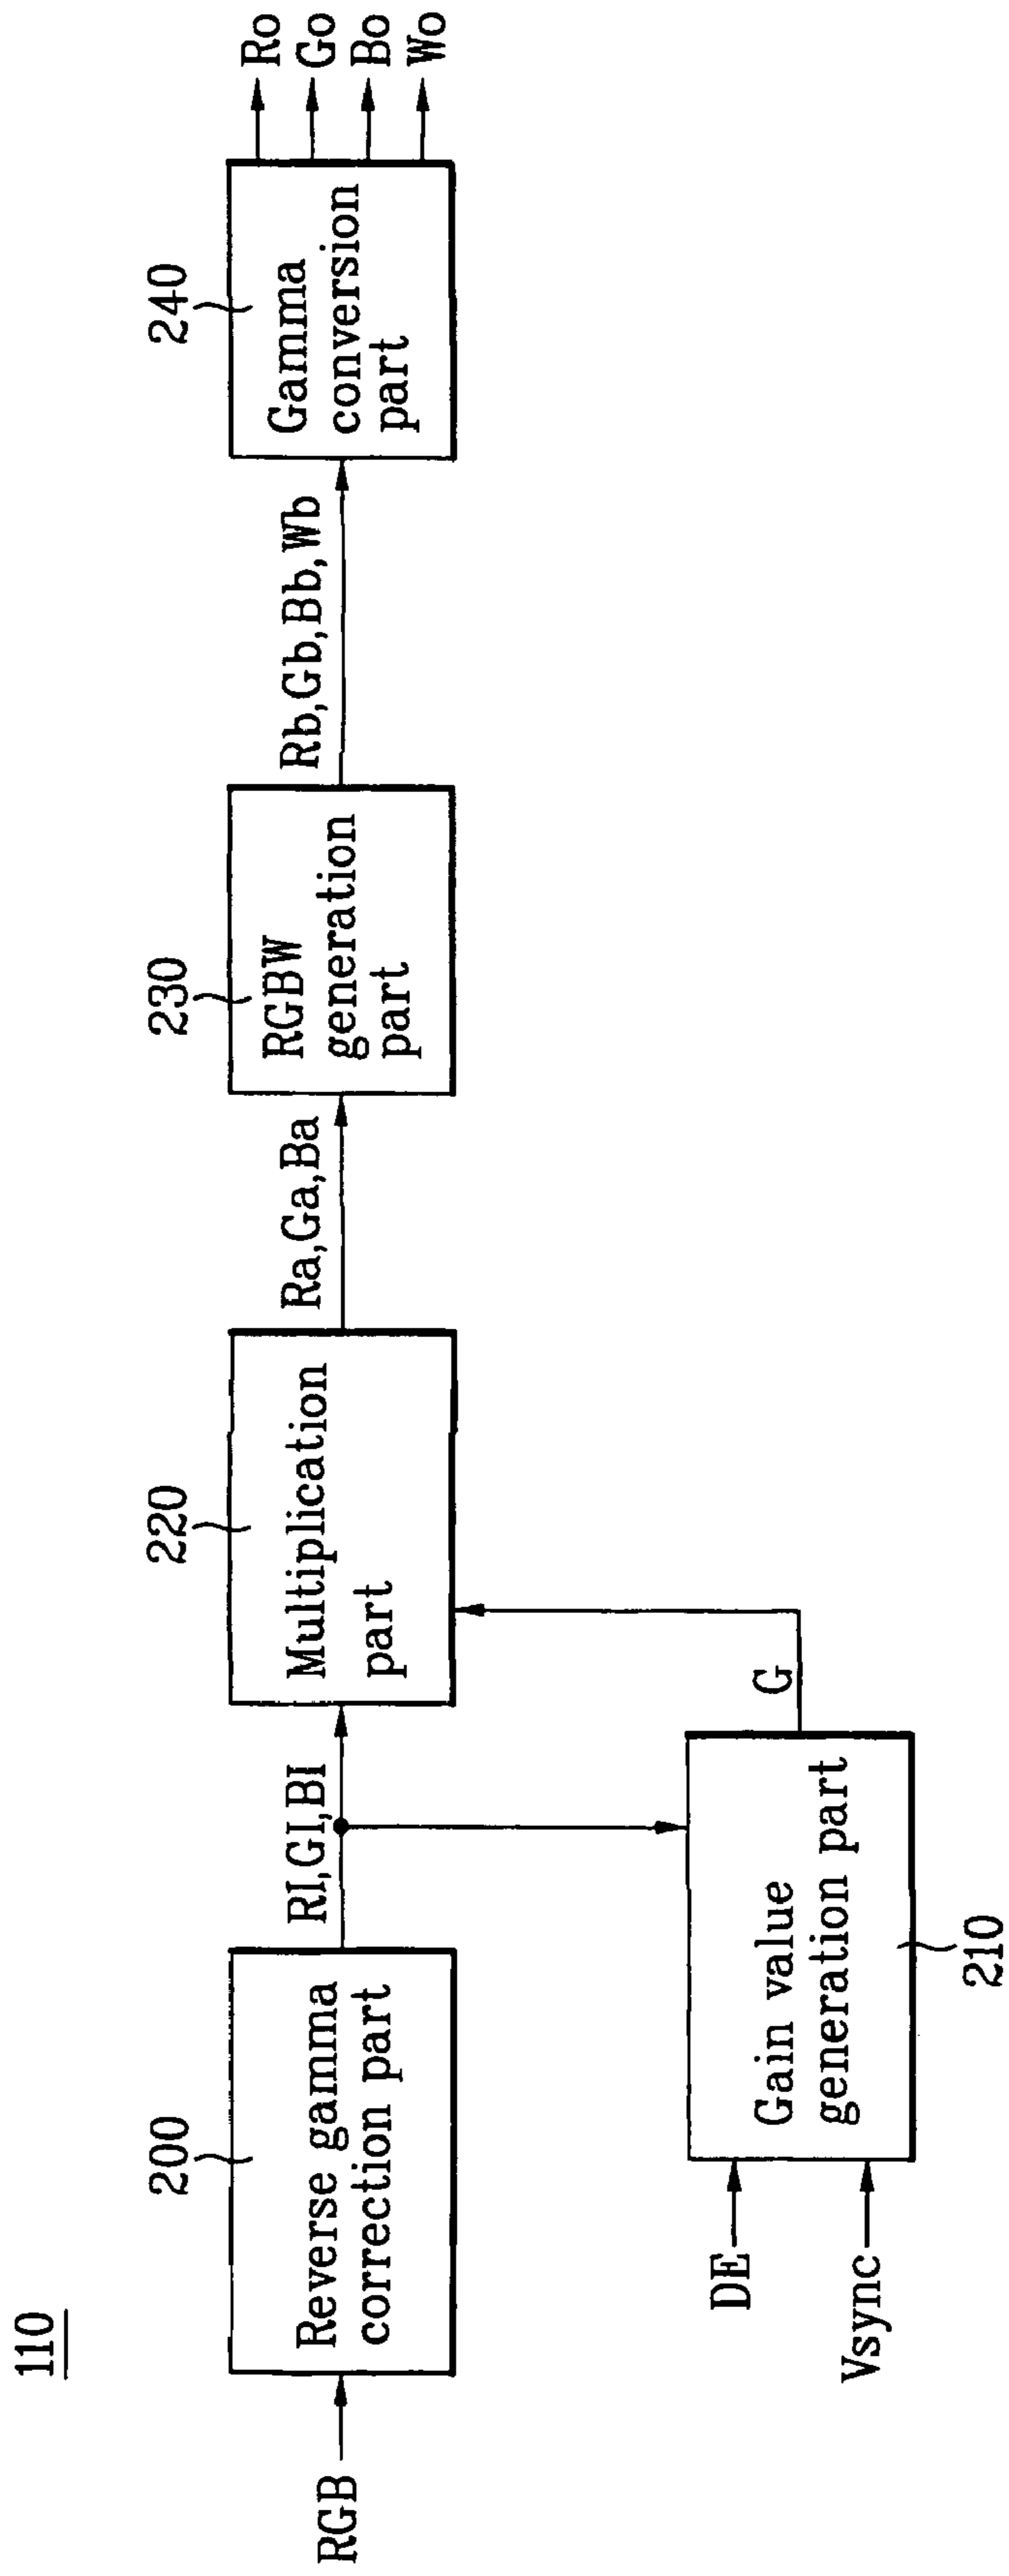 110
RGB
200
Reverse gamma
correction part
RI,GI,BI
220
Multiplication
part
Ra,Ga,Ba
230
RGBW
generation
part
Rb,Gb,Bb,Wb
240
Gamma
conversion
part
Ro
Go
Bo
Wo
DE
Vsync
Gain value
generation part
210
G